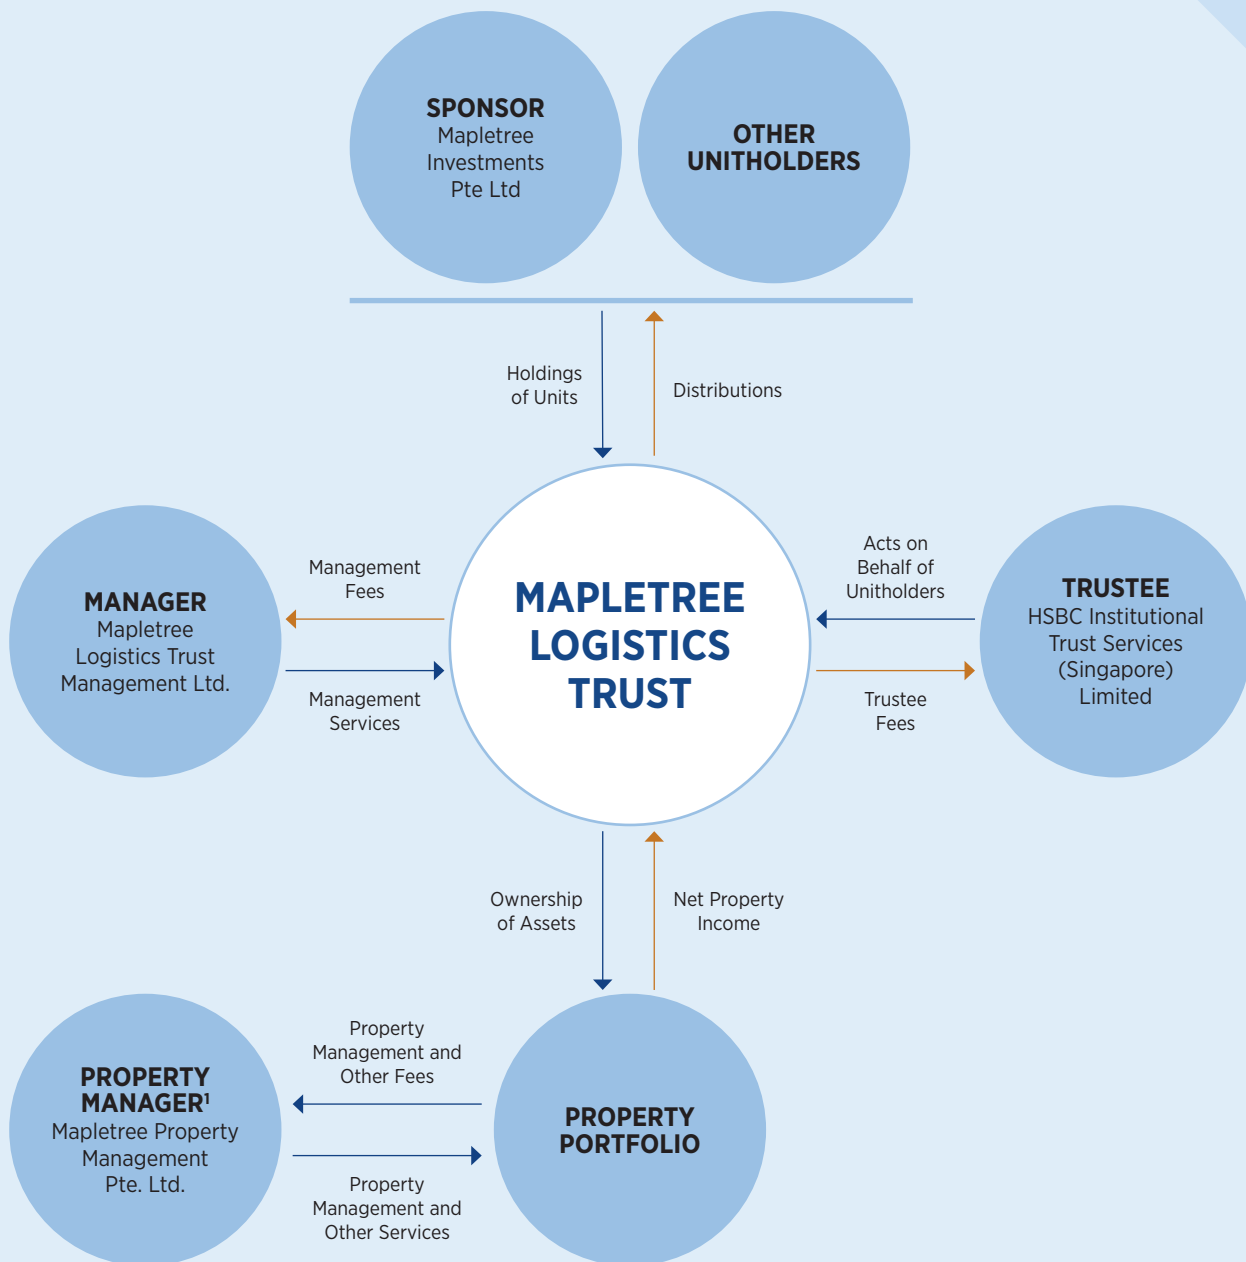 SPONSOR
Mapletree
Investments
Pte Ltd
OTHER
UNITHOLDERS
Holdings
of Units
Distributions
MANAGER
Mapletree
Logistics Trust
Management Ltd.
Management
Fees
Management
Services
MAPLETREE
LOGISTICS
TRUST
Acts on
Behalf of
Unitholders
Trustee
Fees
TRUSTEE
HSBC Institutional
Trust Services
(Singapore)
Limited
Ownership
of Assets
Net Property
Income
PROPERTY
MANAGER¹
Mapletree Property
Management
Pte. Ltd.
Property
Management and
Other Fees
Property
Management and
Other Services
PROPERTY
PORTFOLIO